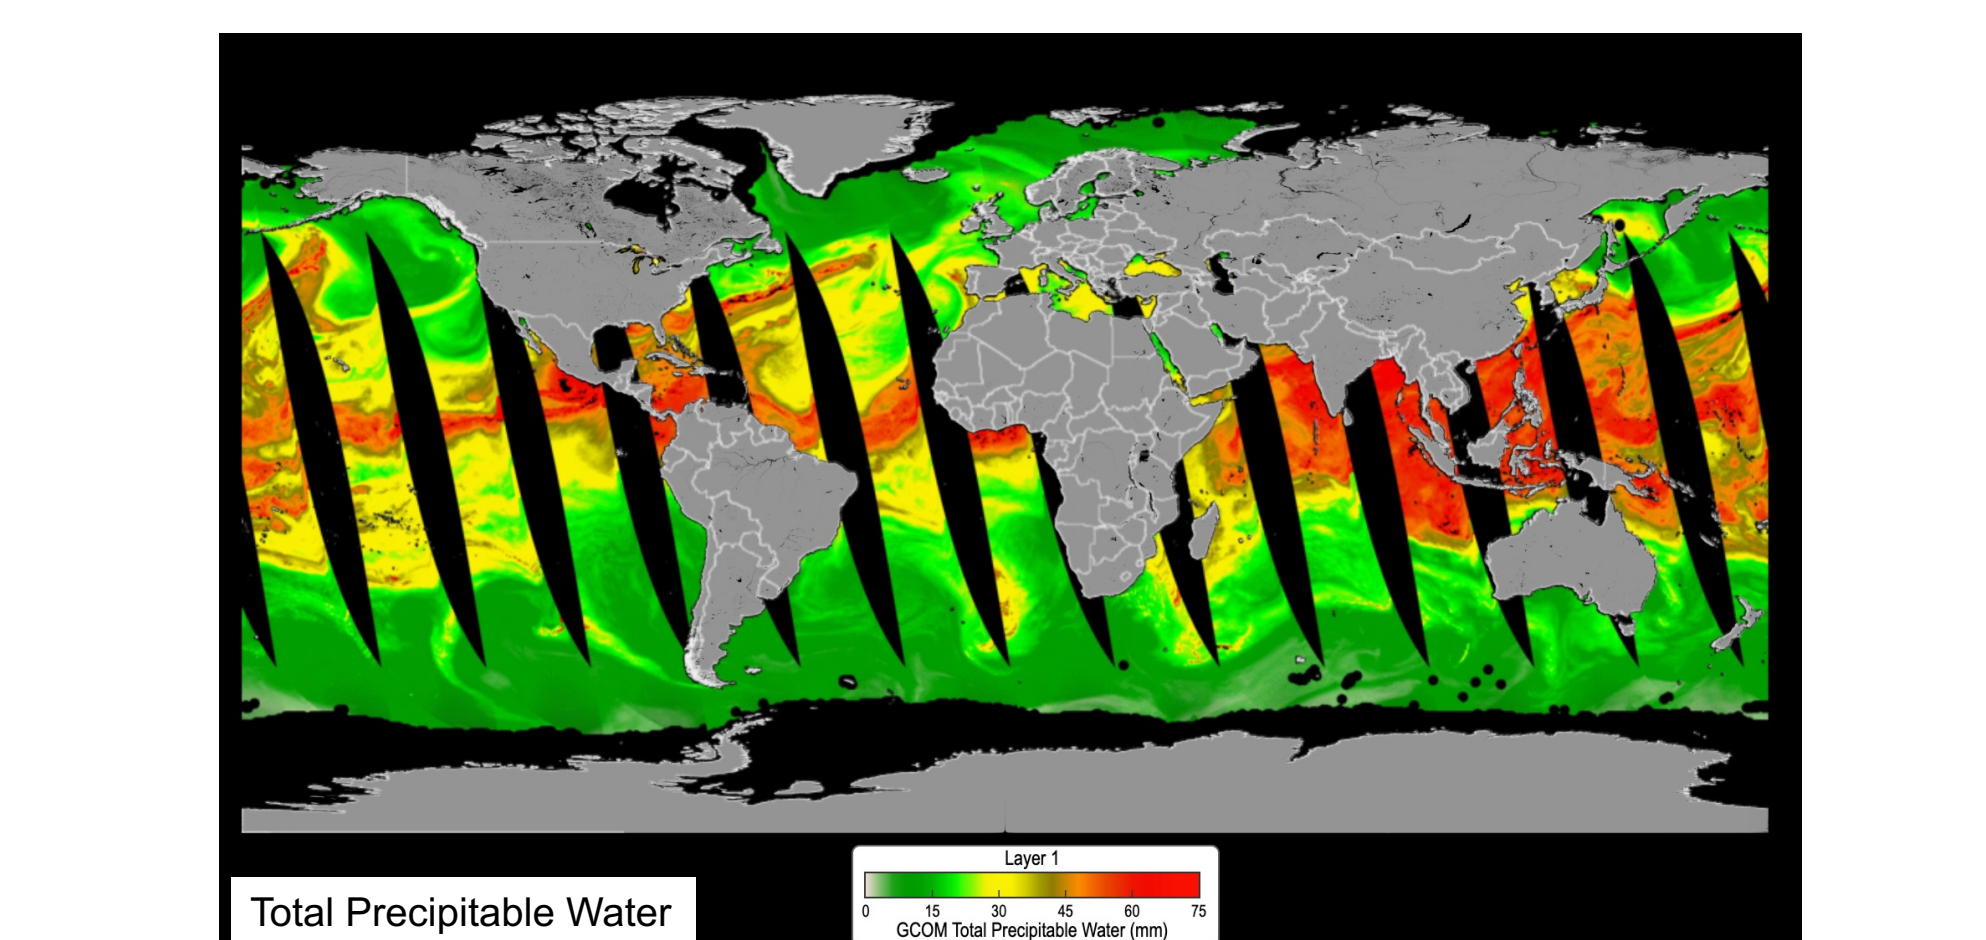 Layer 1
0 15 30 45 60 75
GCOM Total Precipitable Water (mm)
Total Precipitable Water